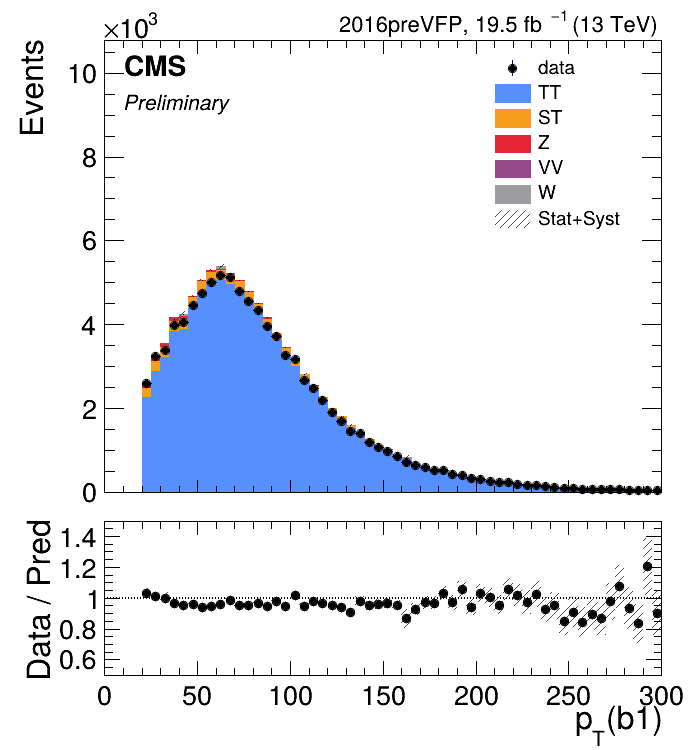 ×10³
2016preVFP, 19.5 fb ⁻¹ (13 TeV)
CMS
Preliminary
Events
10
8
6
4
2
0
data
TT
ST
Z
VV
W
Stat+Syst
Data / Pred
1.4
1.2
1
0.8
0.6
0 50 100 150 200 250 300
p_T(b1)